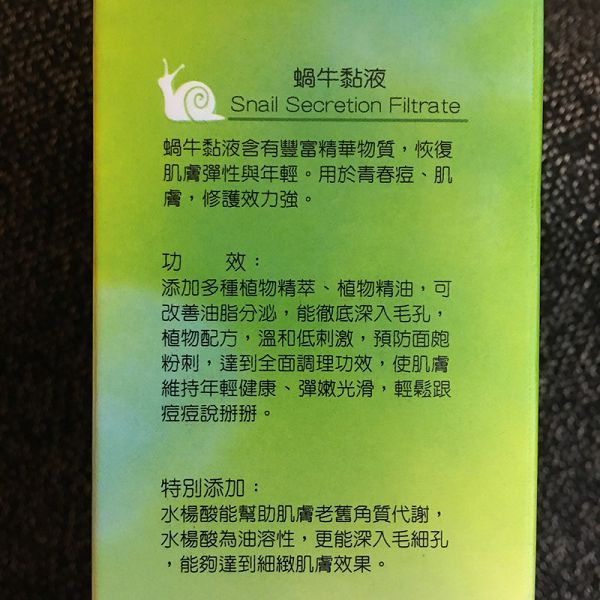 蝸牛黏液
Snail Secretion Filtrate
蝸牛黏液含有豐富精華物質，恢復
肌膚彈性與年輕。用於青春痘、肌
膚，修護效力強。
功　　效：
添加多種植物精萃、植物精油，可
改善油脂分泌，能徹底深入毛孔，
植物配方，溫和低刺激，預防面皰
粉刺，達到全面調理功效，使肌膚
維持年輕健康、彈嫩光滑，輕鬆跟
痘痘說掰掰。
特別添加：
水楊酸能幫助肌膚老舊角質代謝，
水楊酸為油溶性，更能深入毛細孔
，能夠達到細緻肌膚效果。